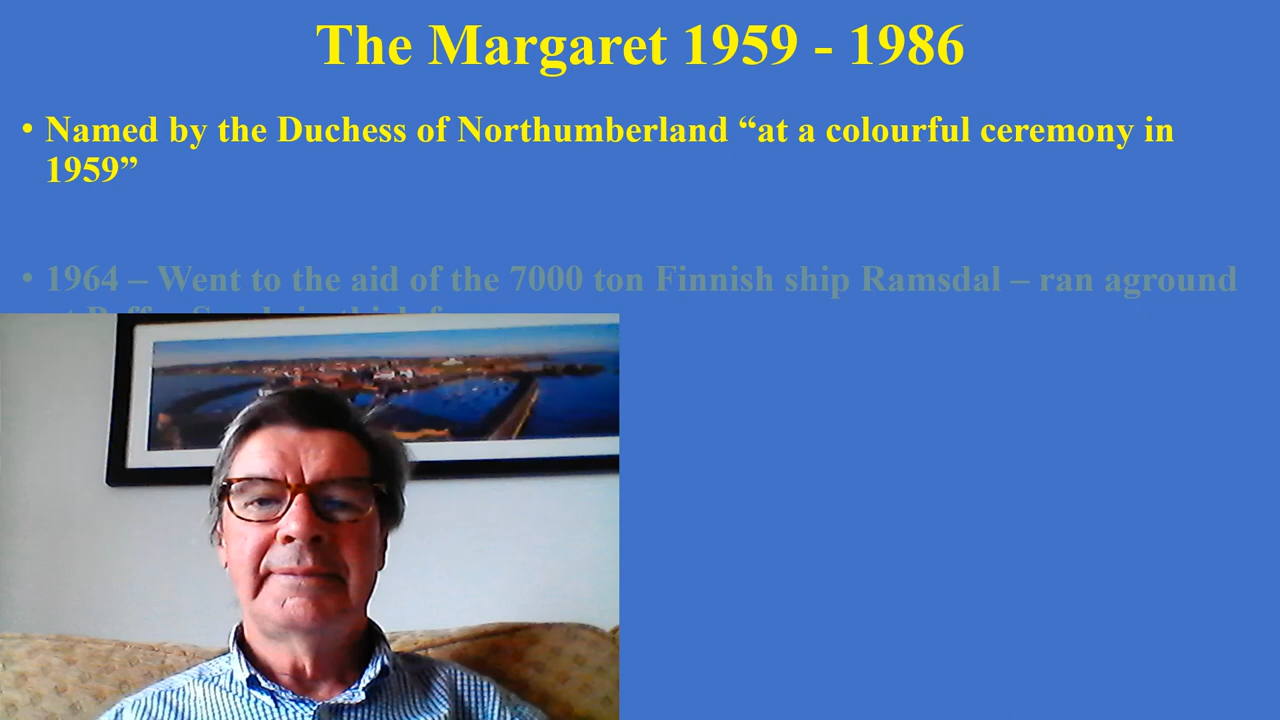 The Margaret 1959 - 1986
• Named by the Duchess of Northumberland “at a colourful ceremony in
1959”
• 1964 – Went to the aid of the 7000 ton Finnish ship Ramsdal – ran aground